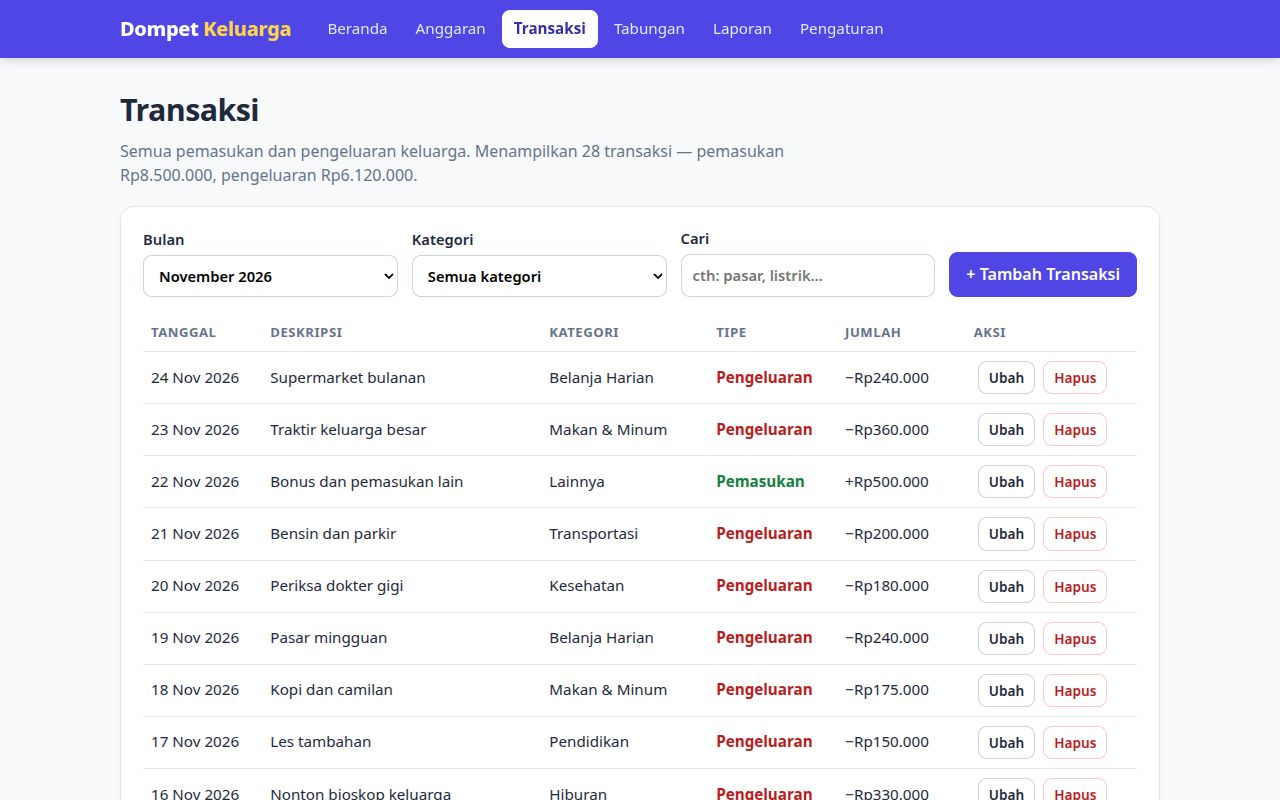 Dompet Keluarga Beranda Anggaran Transaksi Tabungan Laporan Pengaturan
Transaksi
Semua pemasukan dan pengeluaran keluarga. Menampilkan 28 transaksi — pemasukan
Rp8.500.000, pengeluaran Rp6.120.000.
Bulan Kategori Cari
November 2026 Semua kategori cth: pasar, listrik... + Tambah Transaksi
TANGGAL DESKRIPSI KATEGORI TIPE JUMLAH AKSI
24 Nov 2026 Supermarket bulanan Belanja Harian Pengeluaran −Rp240.000 Ubah Hapus
23 Nov 2026 Traktir keluarga besar Makan & Minum Pengeluaran −Rp360.000 Ubah Hapus
22 Nov 2026 Bonus dan pemasukan lain Lainnya Pemasukan +Rp500.000 Ubah Hapus
21 Nov 2026 Bensin dan parkir Transportasi Pengeluaran −Rp200.000 Ubah Hapus
20 Nov 2026 Periksa dokter gigi Kesehatan Pengeluaran −Rp180.000 Ubah Hapus
19 Nov 2026 Pasar mingguan Belanja Harian Pengeluaran −Rp240.000 Ubah Hapus
18 Nov 2026 Kopi dan camilan Makan & Minum Pengeluaran −Rp175.000 Ubah Hapus
17 Nov 2026 Les tambahan Pendidikan Pengeluaran −Rp150.000 Ubah Hapus
16 Nov 2026 Nonton bioskop keluarga Hiburan Pengeluaran −Rp330.000 Ubah Hapus